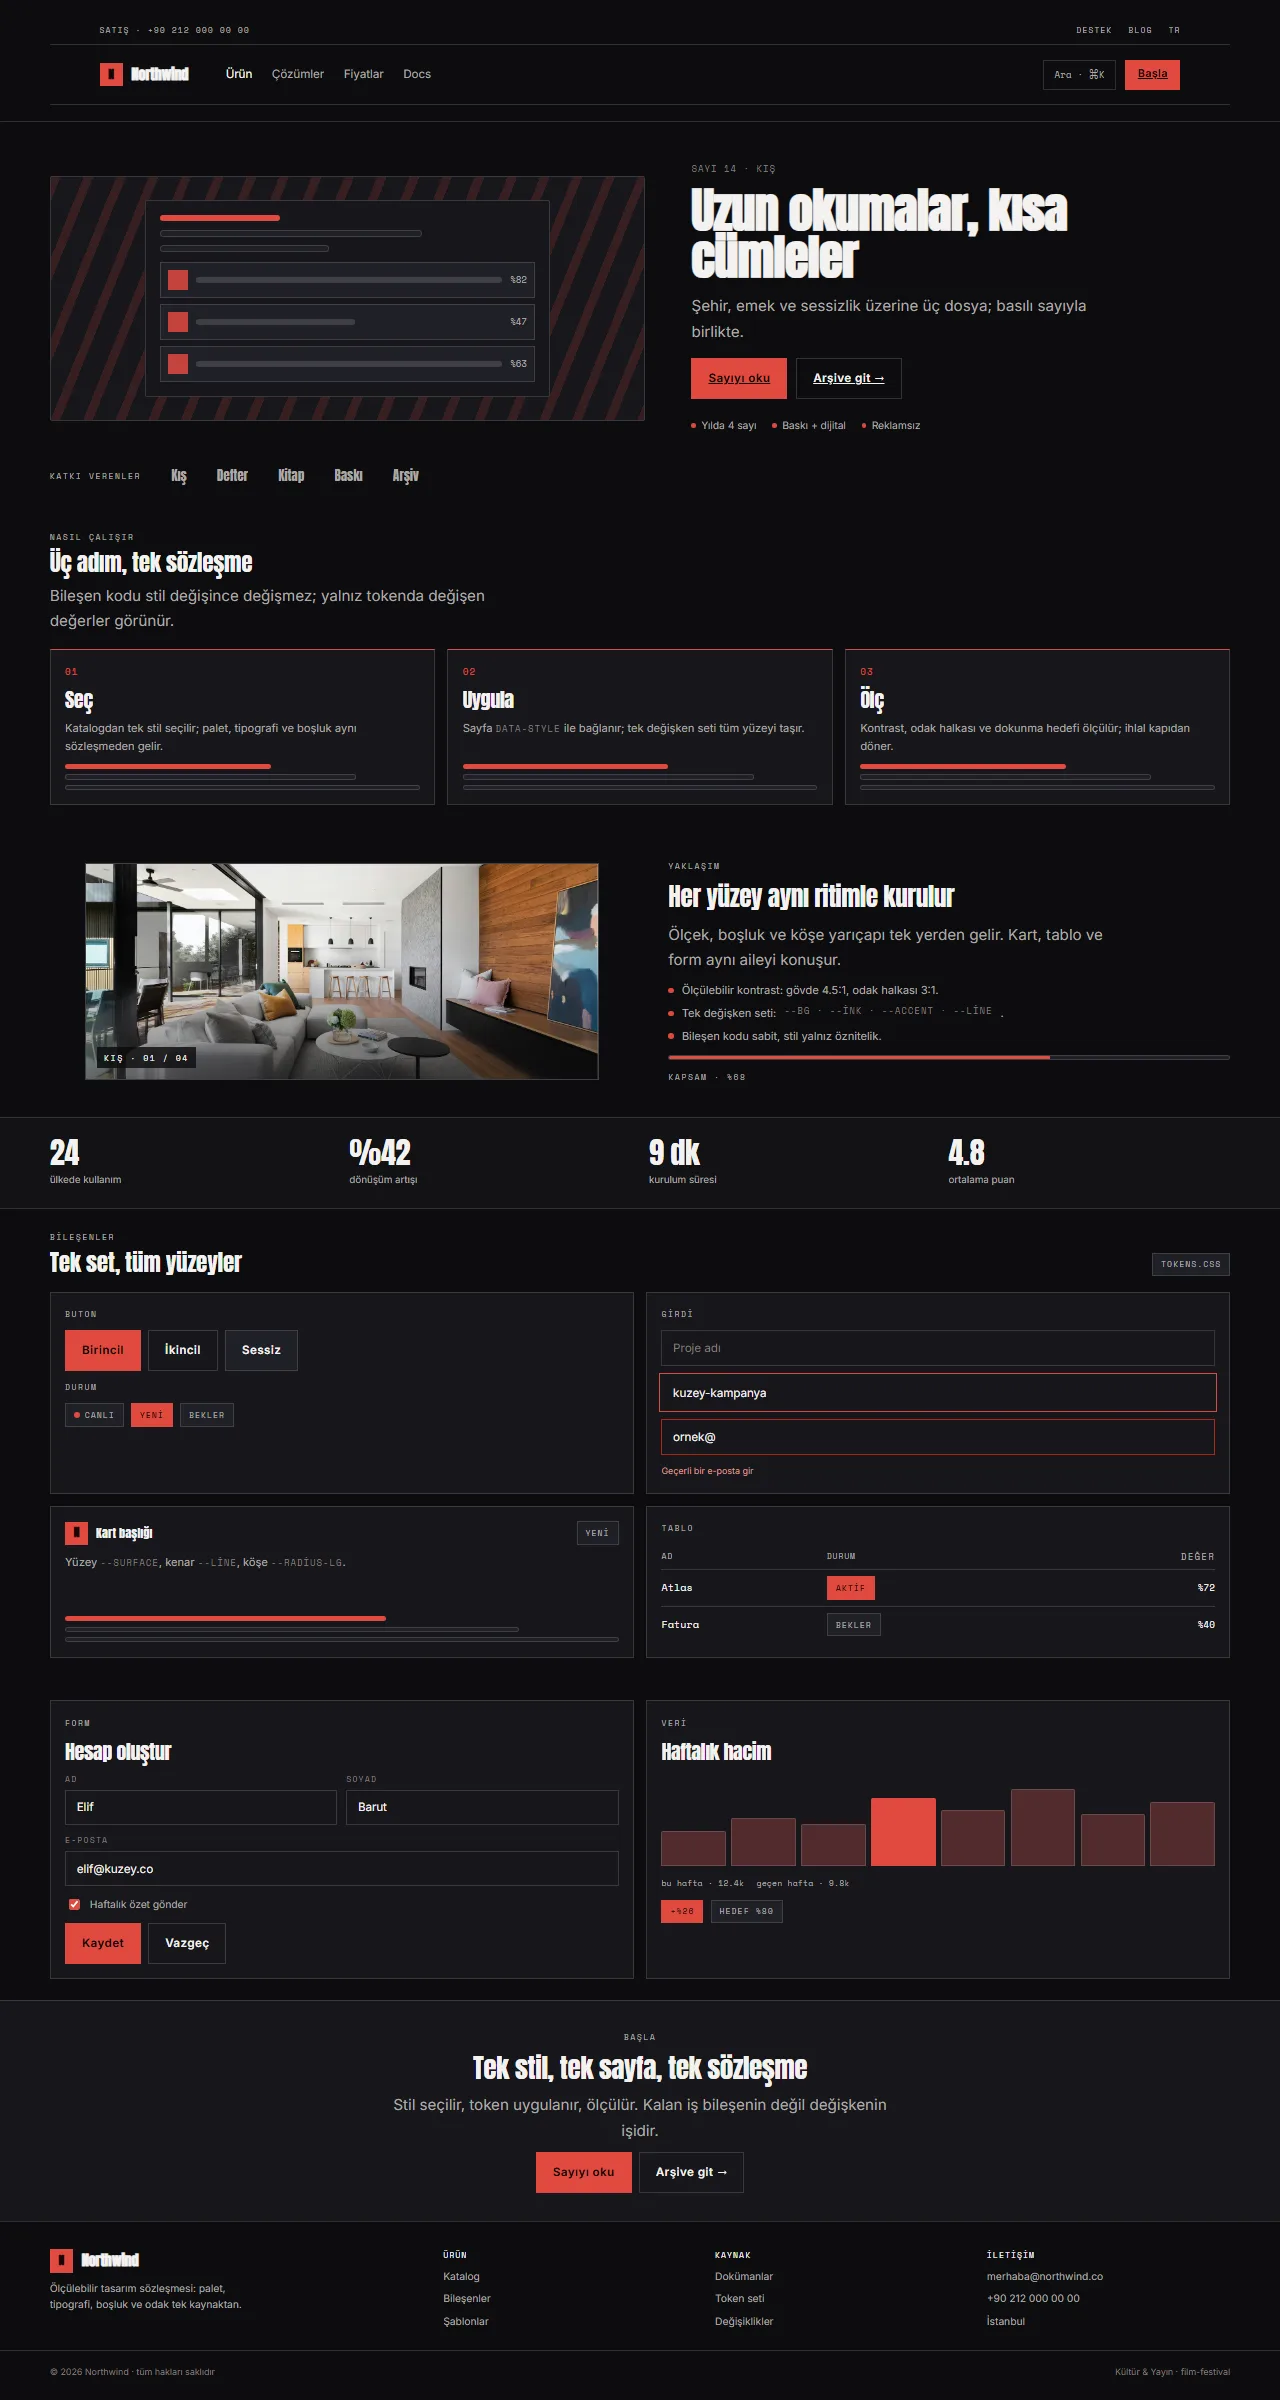 SATIŞ · +90 212 000 00 00
DESTEK BLOG TR
Northwind Ürün Çözümler Fiyatlar Docs
Ara · ⌘K Başla
SAYI 14 · KIŞ
Uzun okumalar, kısa
cümleler
Şehir, emek ve sessizlik üzerine üç dosya; basılı sayıyla
birlikte.
Sayıyı oku Arşive git →
Yılda 4 sayı Baskı + dijital Reklamsız
%82
%47
%63
KATKI VERENLER Kış Defter Kitap Baskı Arşiv
NASIL ÇALIŞIR
Üç adım, tek sözleşme
Bileşen kodu stil değişince değişmez; yalnız tokenda değişen
değerler görünür.
01
Seç
Katalogdan tek stil seçilir; palet, tipografi ve boşluk aynı
sözleşmeden gelir.
02
Uygula
Sayfa DATA-STYLE ile bağlanır; tek değişken seti tüm yüzeyi taşır.
03
Ölç
Kontrast, odak halkası ve dokunma hedefi ölçülür; ihlal kapıdan
döner.
KIŞ · 01 / 04
YAKLAŞIM
Her yüzey aynı ritimle kurulur
Ölçek, boşluk ve köşe yarıçapı tek yerden gelir. Kart, tablo ve
form aynı aileyi konuşur.
Ölçülebilir kontrast: gövde 4.5:1, odak halkası 3:1.
Tek değişken seti: --BG · --İNK · --ACCENT · --LİNE .
Bileşen kodu sabit, stil yalnız öznitelik.
KAPSAM · %68
24
ülkede kullanım
%42
dönüşüm artışı
9 dk
kurulum süresi
4.8
ortalama puan
BİLEŞENLER
Tek set, tüm yüzeyler
TOKENS.CSS
BUTON
Birincil İkincil Sessiz
DURUM
CANLI YENİ BEKLER
GİRDİ
Proje adı
kuzey-kampanya
ornek@
Geçerli bir e-posta gir
Kart başlığı YENİ
Yüzey --SURFACE, kenar --LİNE, köşe --RADİUS-LG.
TABLO
AD DURUM DEĞER
Atlas AKTİF %72
Fatura BEKLER %40
FORM
Hesap oluştur
AD SOYAD
Elif Barut
E-POSTA
elif@kuzey.co
Haftalık özet gönder
Kaydet Vazgeç
VERİ
Haftalık hacim
bu hafta · 12.4k geçen hafta · 9.8k
+%26 HEDEF %80
BAŞLA
Tek stil, tek sayfa, tek sözleşme
Stil seçilir, token uygulanır, ölçülür. Kalan iş bileşenin değil değişkenin
işidir.
Sayıyı oku Arşive git →
Northwind
Ölçülebilir tasarım sözleşmesi: palet,
tipografi, boşluk ve odak tek kaynaktan.
ÜRÜN
Katalog
Bileşenler
Şablonlar
KAYNAK
Dokümanlar
Token seti
Değişiklikler
İLETİŞİM
merhaba@northwind.co
+90 212 000 00 00
İstanbul
© 2026 Northwind · tüm hakları saklıdır
Kültür & Yayın · film-festival